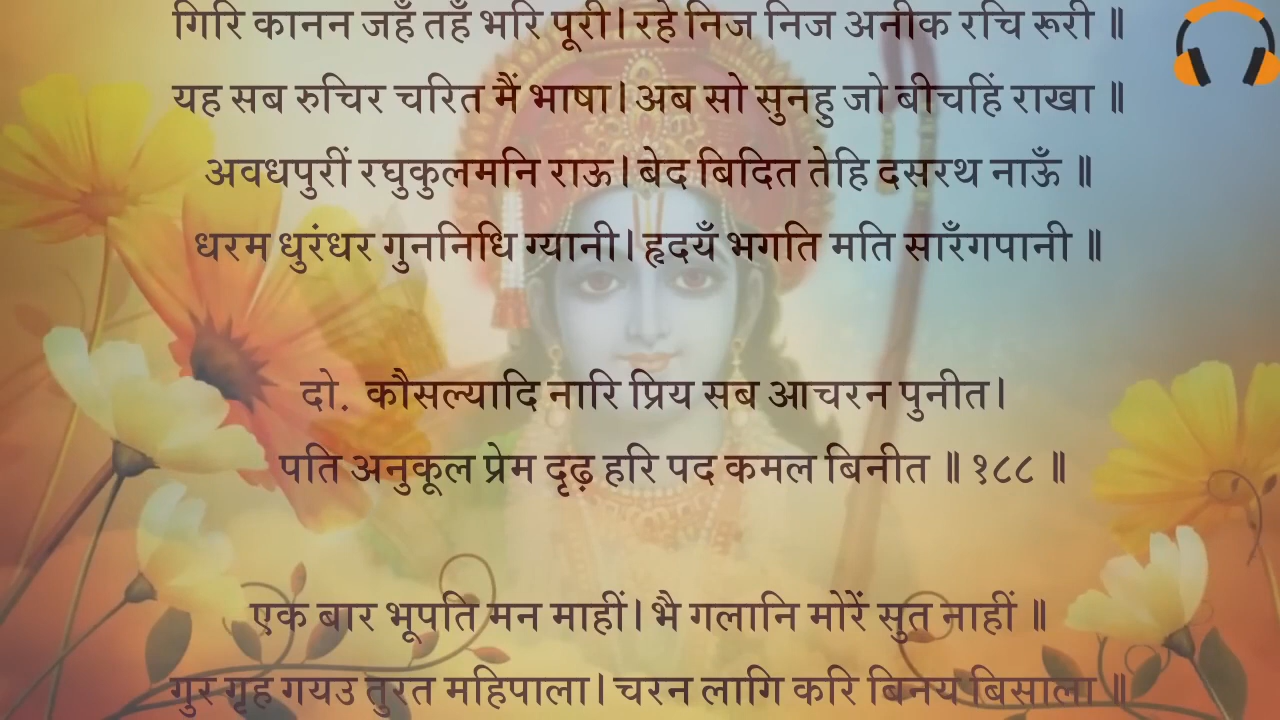 गिरि कानन जहँ तहँ भरि पूरी। रहे निज निज अनीक रचि रूरी ॥
यह सब रुचिर चरित मैं भाषा। अब सो सुनहु जो बीचहिं राखा ॥
अवधपुरीं रघुकुलमनि राऊ। बेद बिदित तेहि दसरथ नाऊँ ॥
धरम धुरंधर गुननिधि ग्यानी। हृदयँ भगति मति सारँगपानी ॥
दो. कौसल्यादि नारि प्रिय सब आचरन पुनीत।
पति अनुकूल प्रेम दृढ़ हरि पद कमल बिनीत ॥ १८८ ॥
एक बार भूपति मन माहीं। भै गलानि मोरें सुत नाहीं ॥
गुर गृह गयउ तुरत महिपाला। चरन लागि करि बिनय बिसाला ॥